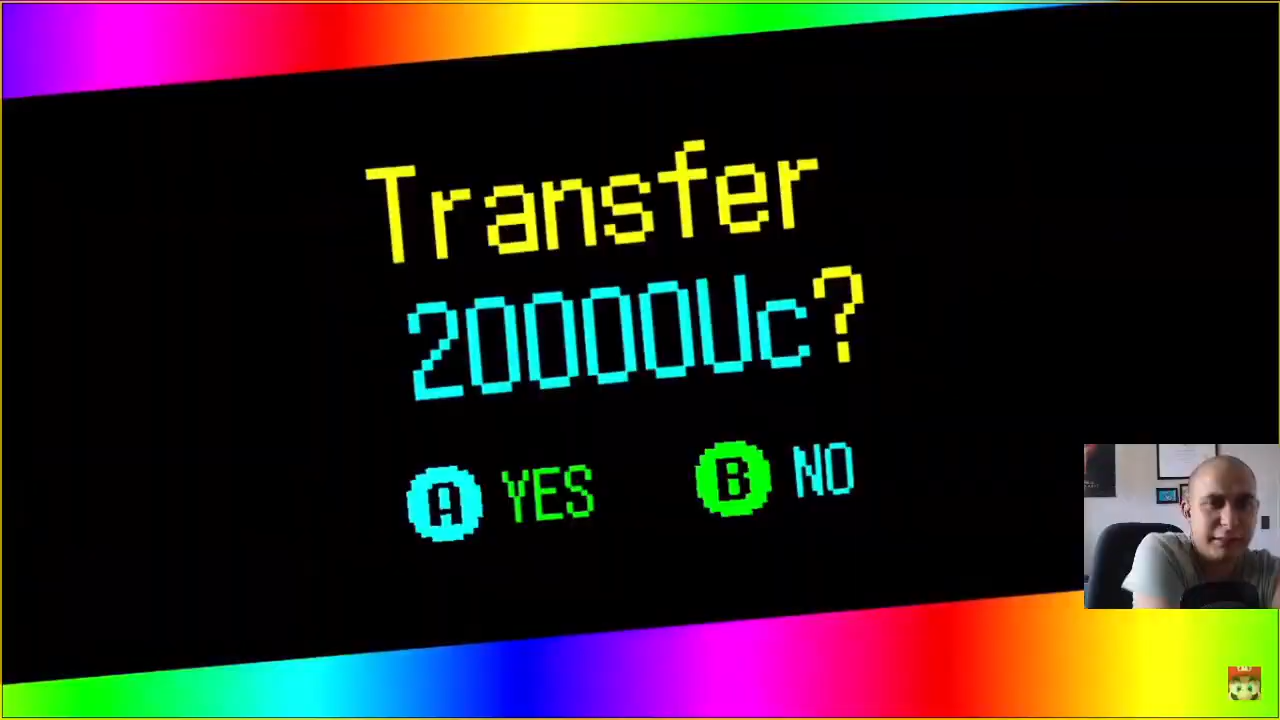 Transfer
20000Uc?
A YES B NO